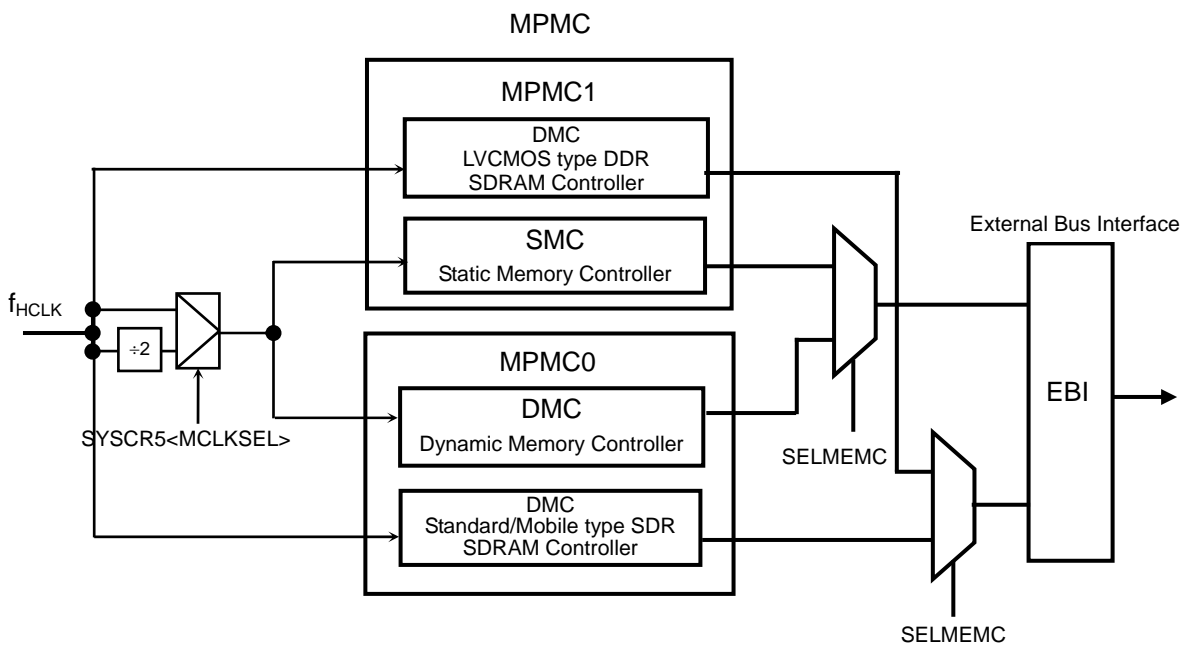 MPMC
MPMC1
DMC
LVCMOS type DDR
SDRAM Controller
SMC
Static Memory Controller
External Bus Interface
fHCLK
÷2
SYSCR5<MCLKSEL>
MPMC0
DMC
Dynamic Memory Controller
DMC
Standard/Mobile type SDR
SDRAM Controller
SELMEMC
EBI
SELMEMC